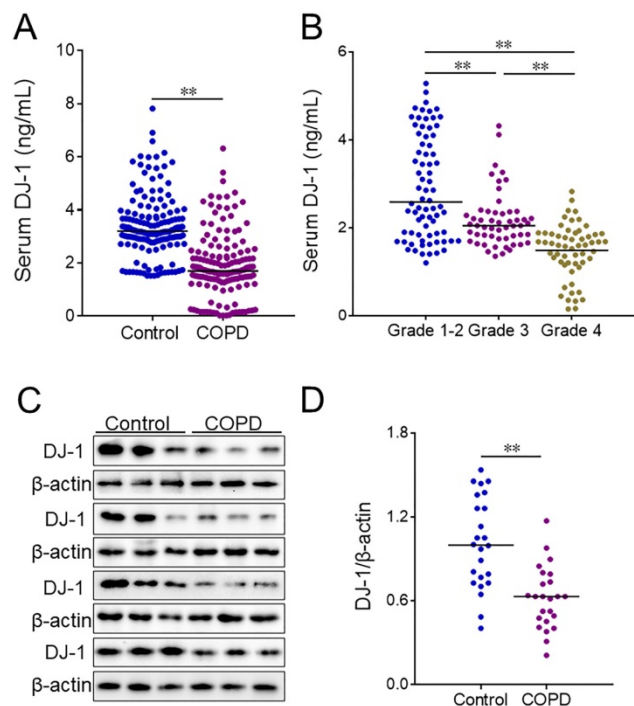 A
Serum DJ-1 (ng/mL)
10
8
6
4
2
0
**
Control COPD
B
Serum DJ-1 (ng/mL)
6
4
2
0
**
** **
Grade 1-2 Grade 3 Grade 4
C
Control COPD
DJ-1
β-actin
DJ-1
β-actin
DJ-1
β-actin
DJ-1
β-actin
D
DJ-1/β-actin
1.8
1.2
0.6
0.0
**
Control COPD